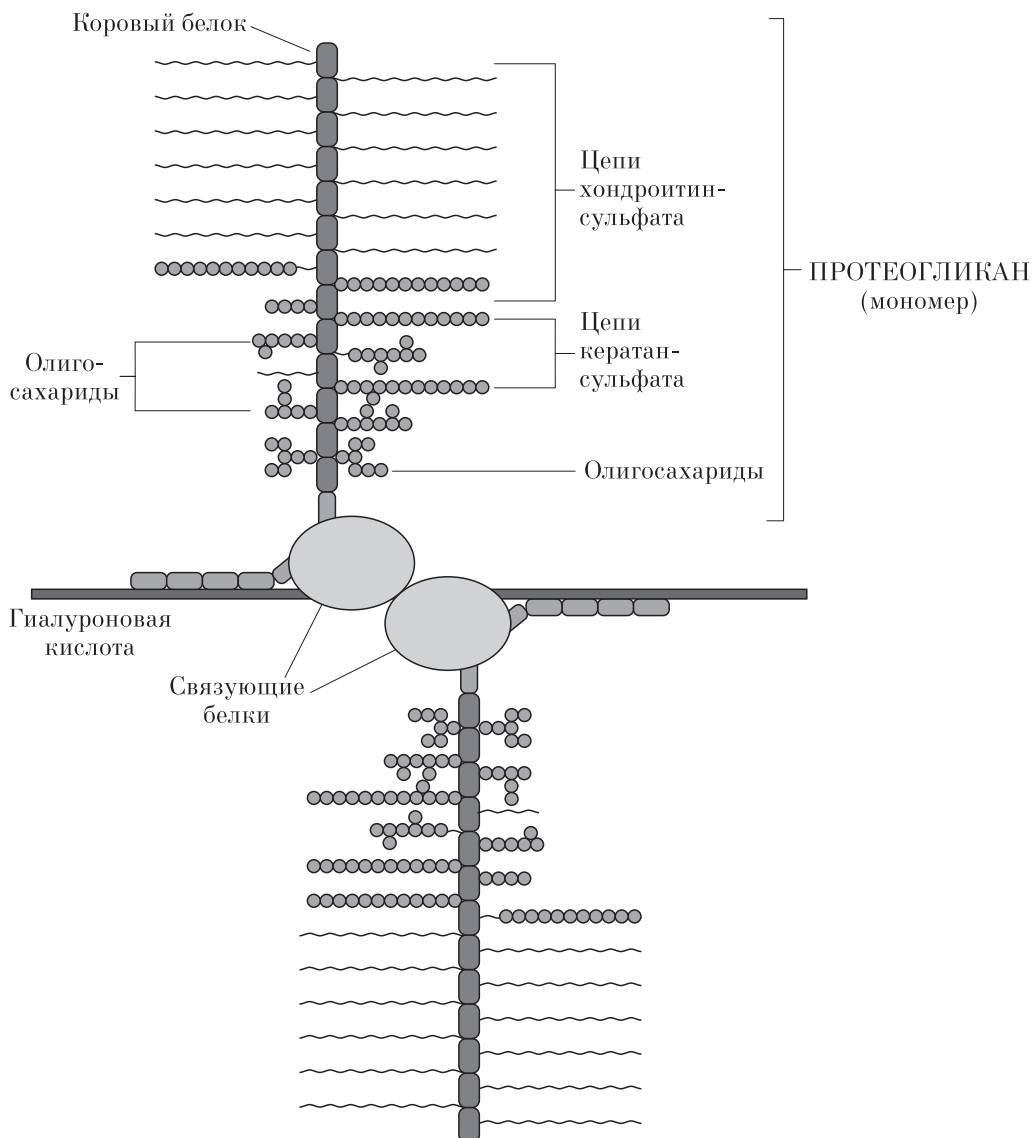 Коровый белок
Цепи
хондроитин-
сульфата
ПРОТЕОГЛИКАН
(мономер)
Цепи
кератан-
сульфата
Олиго-
сахариды
Олигосахариды
Гиалуроновая
кислота
Связующие
белки